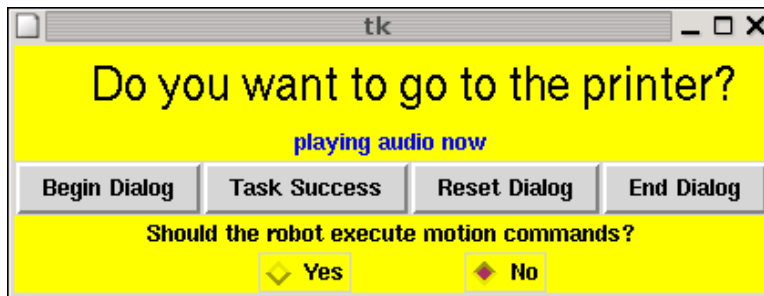 tk
Do you want to go to the printer?
playing audio now
Begin Dialog Task Success Reset Dialog End Dialog
Should the robot execute motion commands?
Yes No